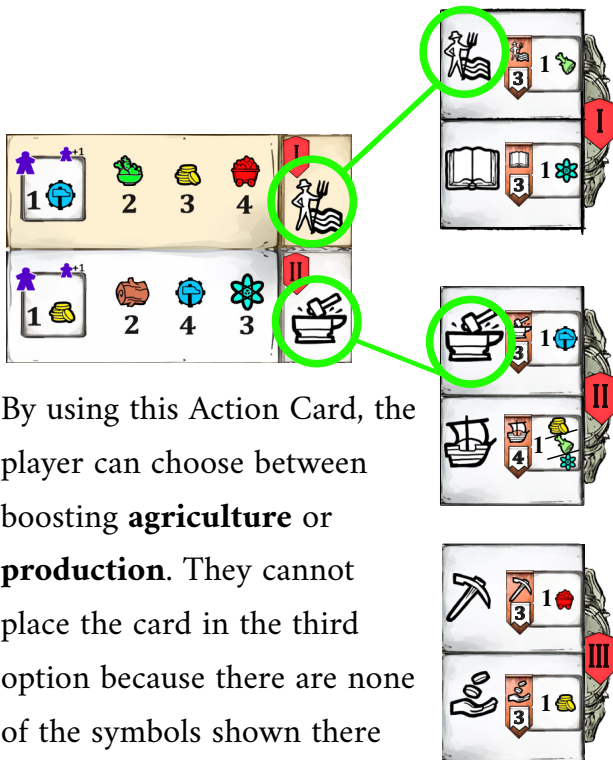 3 1
I
3 1
+1 I
1 2 3 4
+1 II
1 2 4 3
3 1
II
4 1
3 1
III
3 1
By using this Action Card, the
player can choose between
boosting agriculture or
production. They cannot
place the card in the third
option because there are none
of the symbols shown there